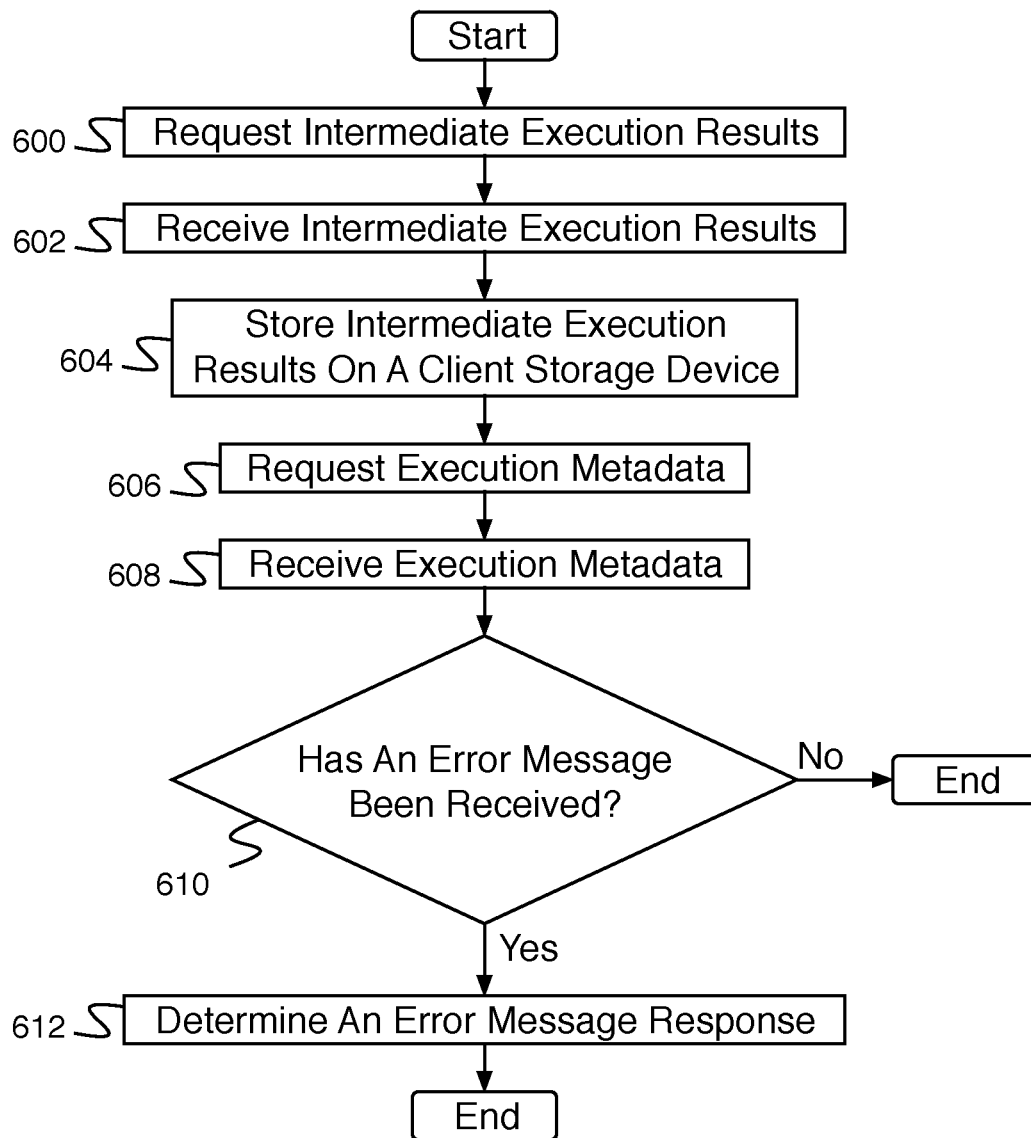 Start
600
Request Intermediate Execution Results
602
Receive Intermediate Execution Results
604
Store Intermediate Execution
Results On A Client Storage Device
606
Request Execution Metadata
608
Receive Execution Metadata
Has An Error Message
Been Received?
No
End
610
Yes
612
Determine An Error Message Response
End